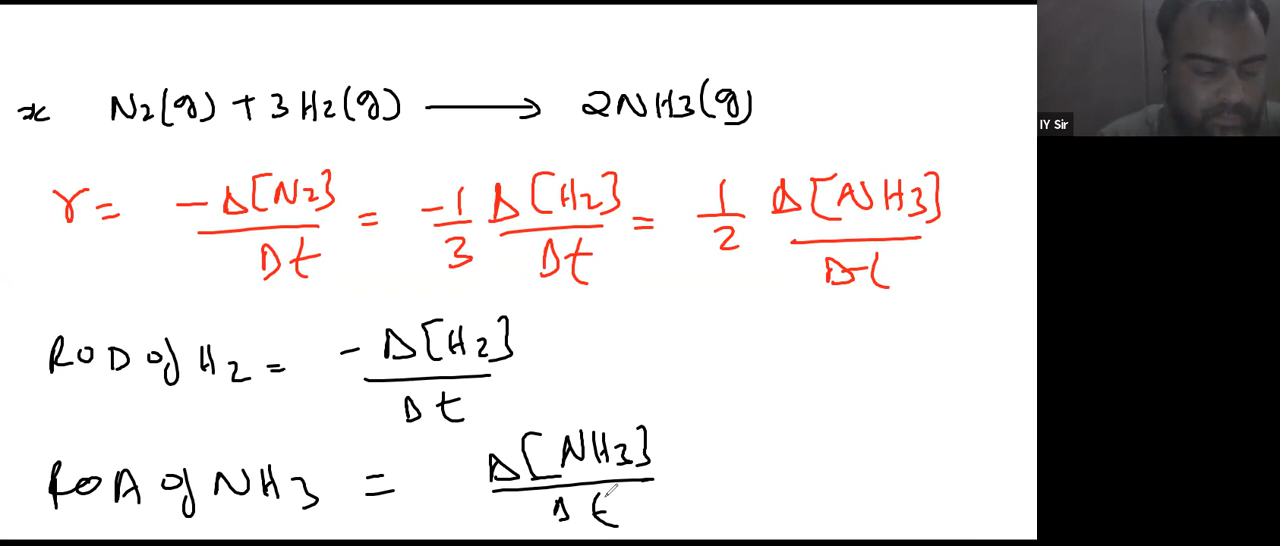 x N2(g) + 3H2(g) ⟶ 2NH3(g)
IY Sir
r = -Δ[N2]/Δt = -1/3 Δ[H2]/Δt = 1/2 Δ[NH3]/Δt
ROD of H2 = -Δ[H2]/Δt
ROA of NH3 = Δ[NH3]/Δt